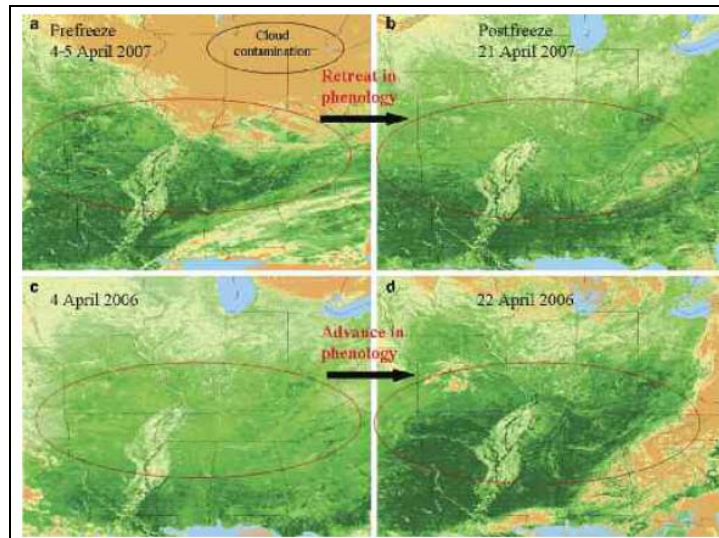 a
Prefreeze
4-5 April 2007
Cloud
contamination
b
Postfreeze
21 April 2007
Retreat in
phenology
c
4 April 2006
d
22 April 2006
Advance in
phenology